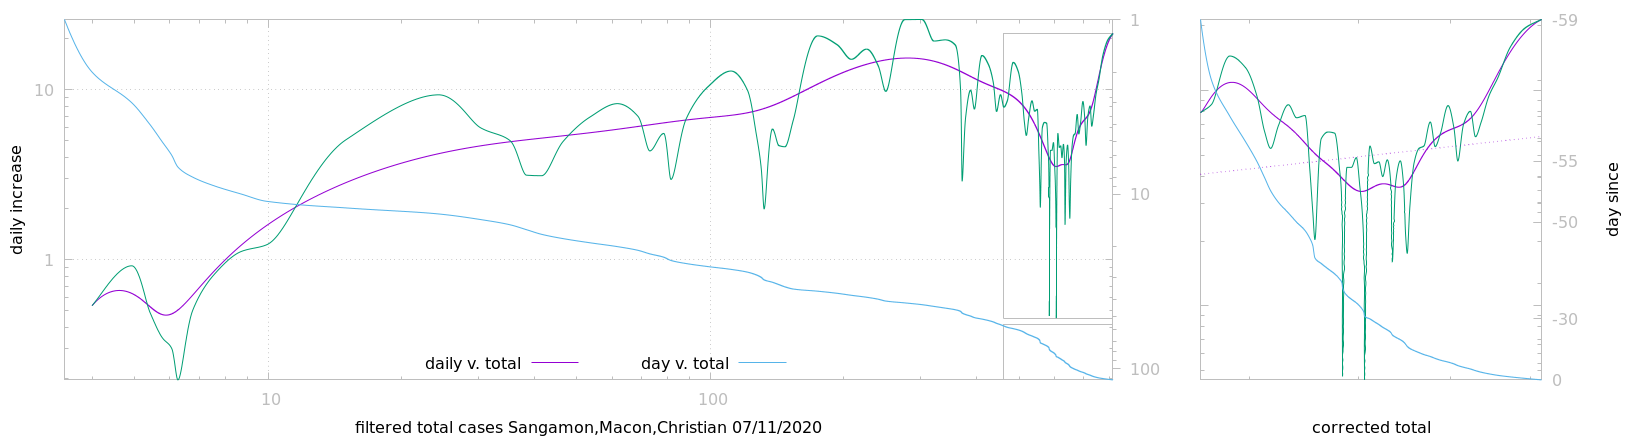 1
-59
10
daily increase
-55
10
day since
-50
1
-30
daily v. total
day v. total
100
0
10
100
filtered total cases Sangamon,Macon,Christian 07/11/2020
corrected total